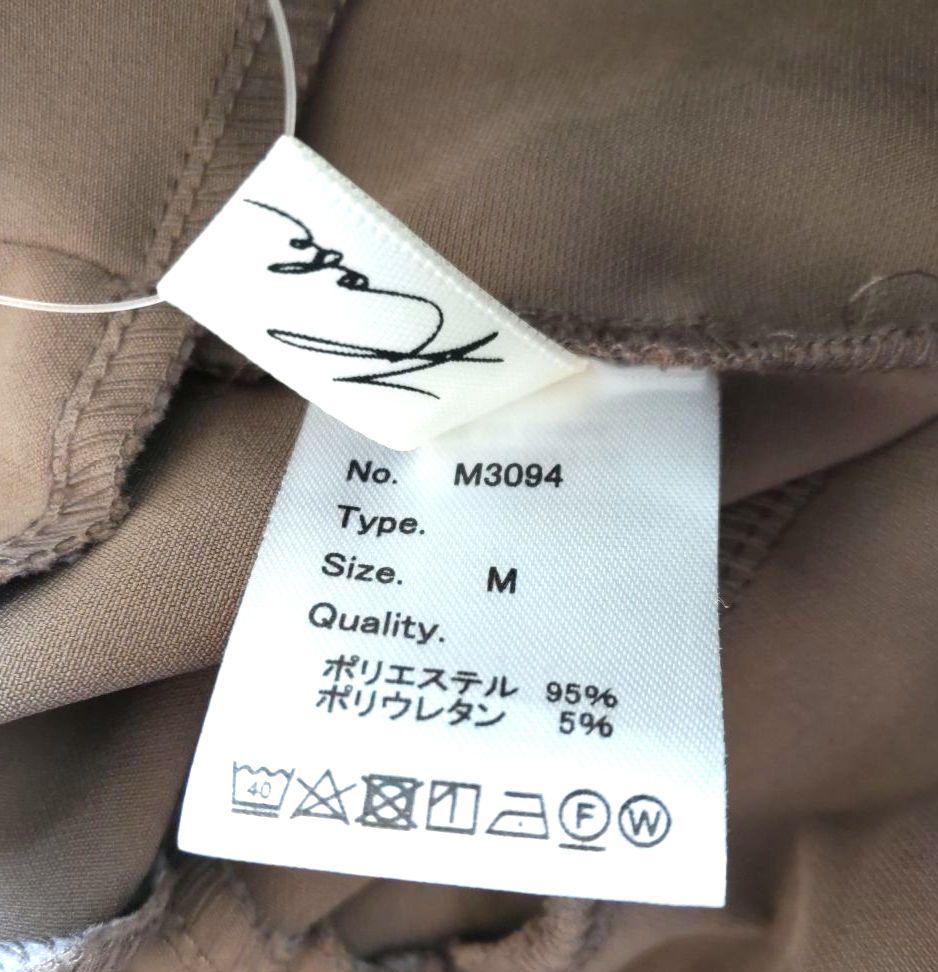 No. M3094
Type.
Size. M
Quality.
ポリエステル 95%
ポリウレタン 5%
40 F W